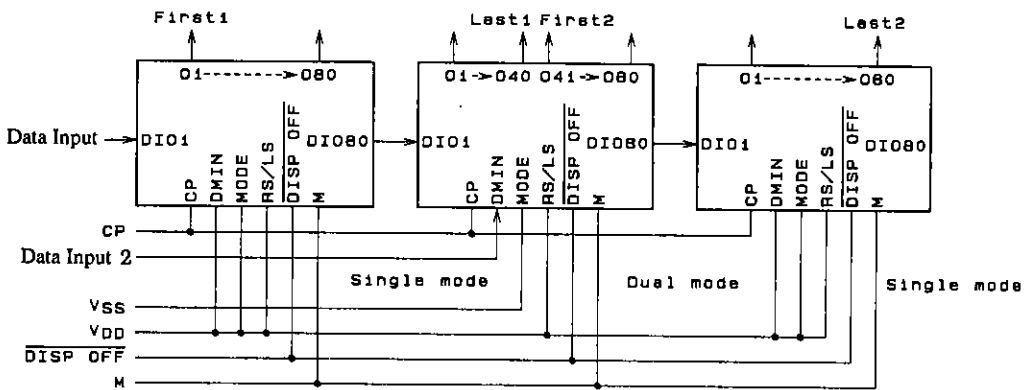 First1 Last1 First2 Last2
O1--------->O80 O1->O40 O41->O80 O1--------->O80
Data Input DIO1 DIO80 DIO1 DIO80 DIO1 DIO80
CP DMIN MODE RS/LS DISP OFF M CP DMIN MODE RS/LS DISP OFF M CP DMIN MODE RS/LS DISP OFF M
CP
Data Input 2
Single mode Dual mode Single mode
VSS
VDD
DISP OFF
M